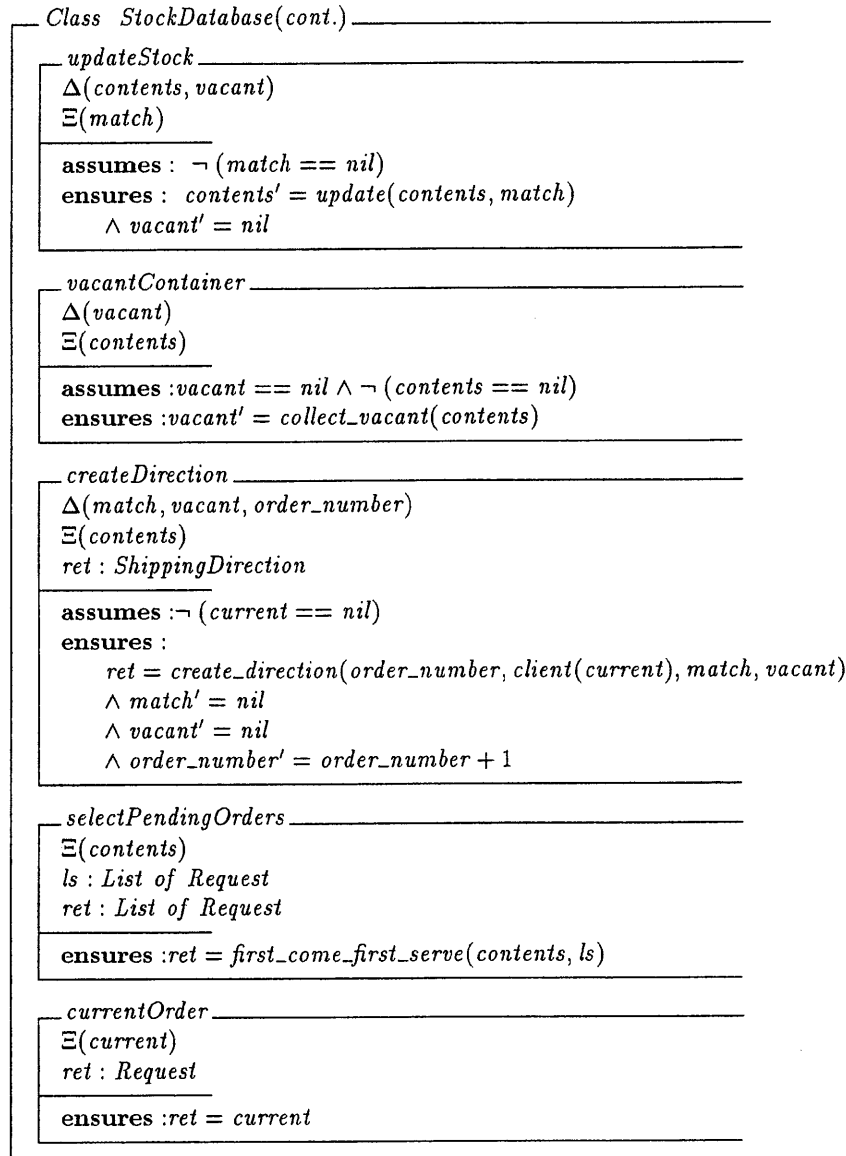 Class StockDatabase(cont.)
updateStock
Δ(contents, vacant)
Ξ(match)
assumes : ¬ (match == nil)
ensures : contents′ = update(contents, match)
∧ vacant′ = nil
vacantContainer
Δ(vacant)
Ξ(contents)
assumes :vacant == nil ∧ ¬ (contents == nil)
ensures :vacant′ = collect_vacant(contents)
createDirection
Δ(match, vacant, order_number)
Ξ(contents)
ret : ShippingDirection
assumes :¬ (current == nil)
ensures :
ret = create_direction(order_number, client(current), match, vacant)
∧ match′ = nil
∧ vacant′ = nil
∧ order_number′ = order_number + 1
selectPendingOrders
Ξ(contents)
ls : List of Request
ret : List of Request
ensures :ret = first_come_first_serve(contents, ls)
currentOrder
Ξ(current)
ret : Request
ensures :ret = current